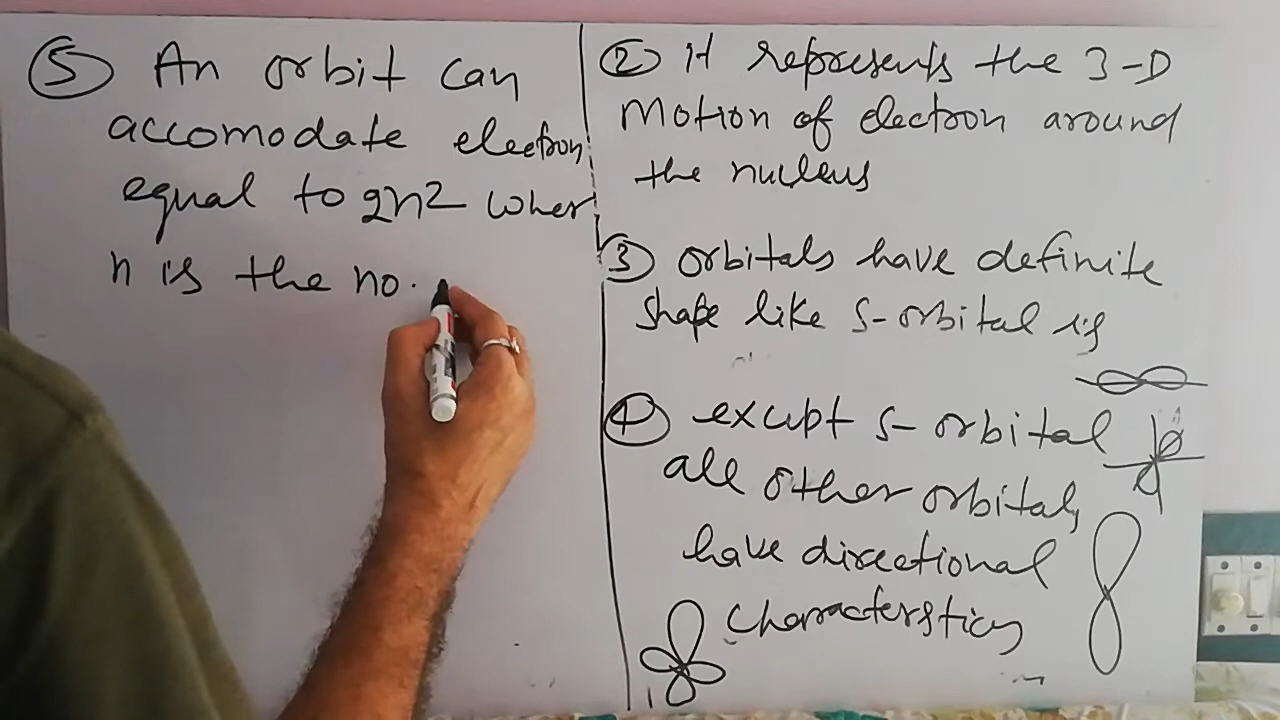 ⑤ An orbit can
accomodate electron
equal to 2n2 wher
n is the no.
② It represents the 3-D
Motion of electron around
the nucleus
③ orbitals have definite
shape like s-orbital is
④ except s-orbital
all other orbitals
have directional
characterstics